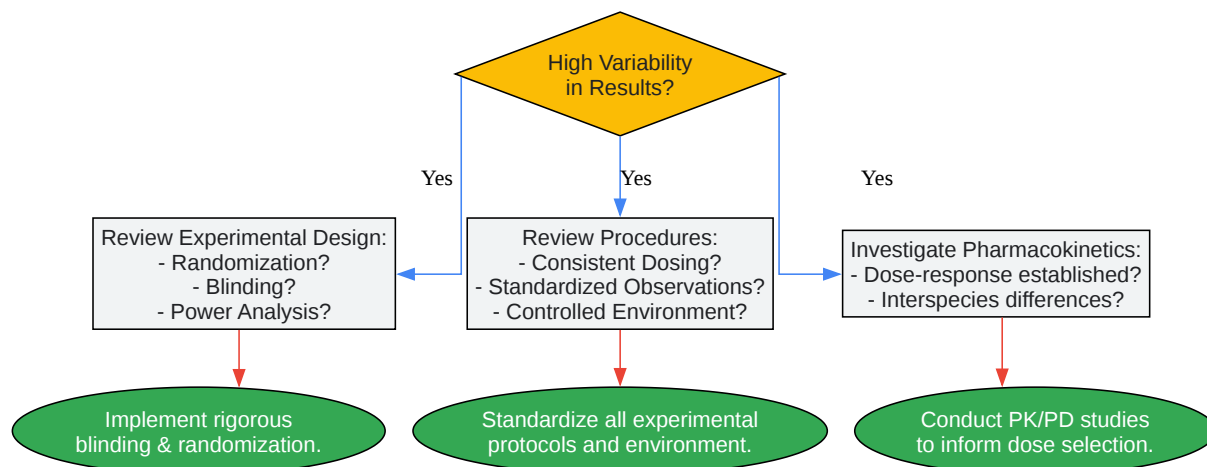 High Variability
in Results?
Yes
Yes
Yes
Review Experimental Design:
- Randomization?
- Blinding?
- Power Analysis?
Review Procedures:
- Consistent Dosing?
- Standardized Observations?
- Controlled Environment?
Investigate Pharmacokinetics:
- Dose-response established?
- Interspecies differences?
Implement rigorous
blinding & randomization.
Standardize all experimental
protocols and environment.
Conduct PK/PD studies
to inform dose selection.